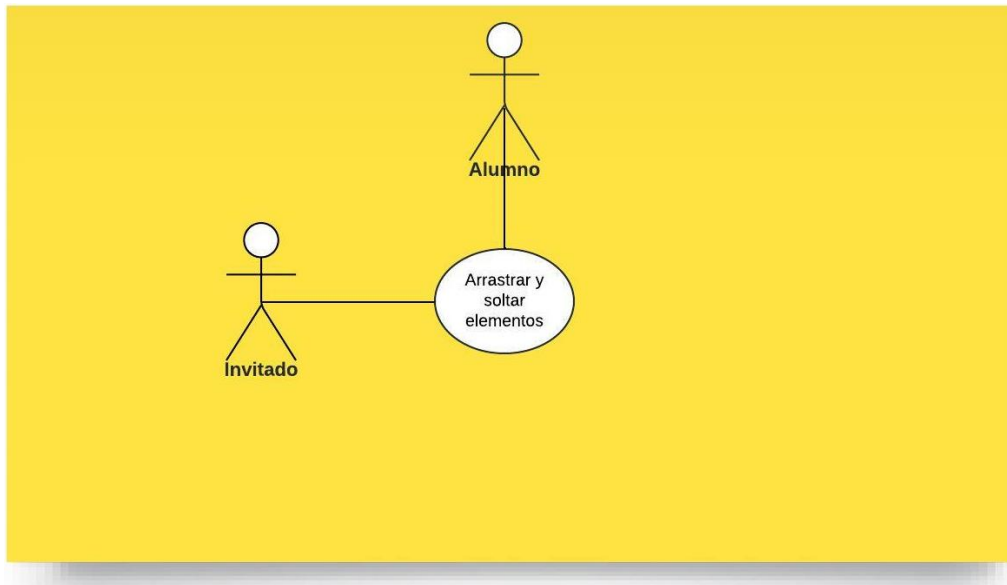 Alumno
Arrastrar y
soltar
elementos
Invitado